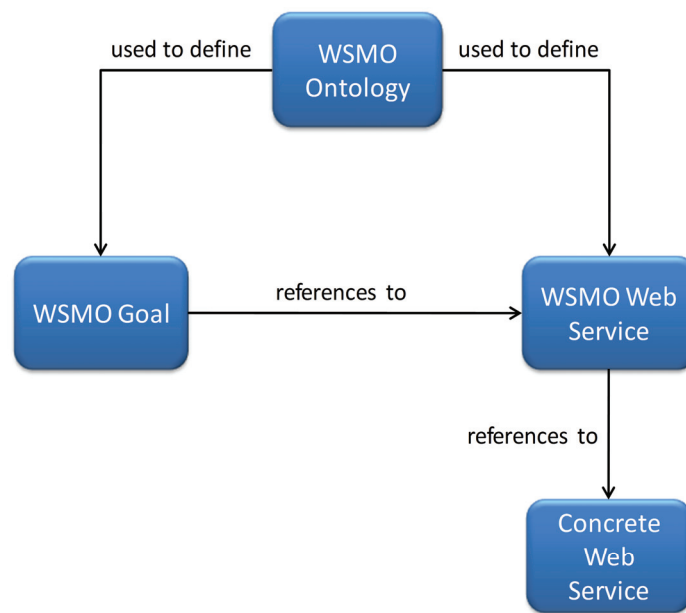 used to define
WSMO
Ontology
used to define
WSMO Goal
references to
WSMO Web
Service
references to
Concrete
Web
Service